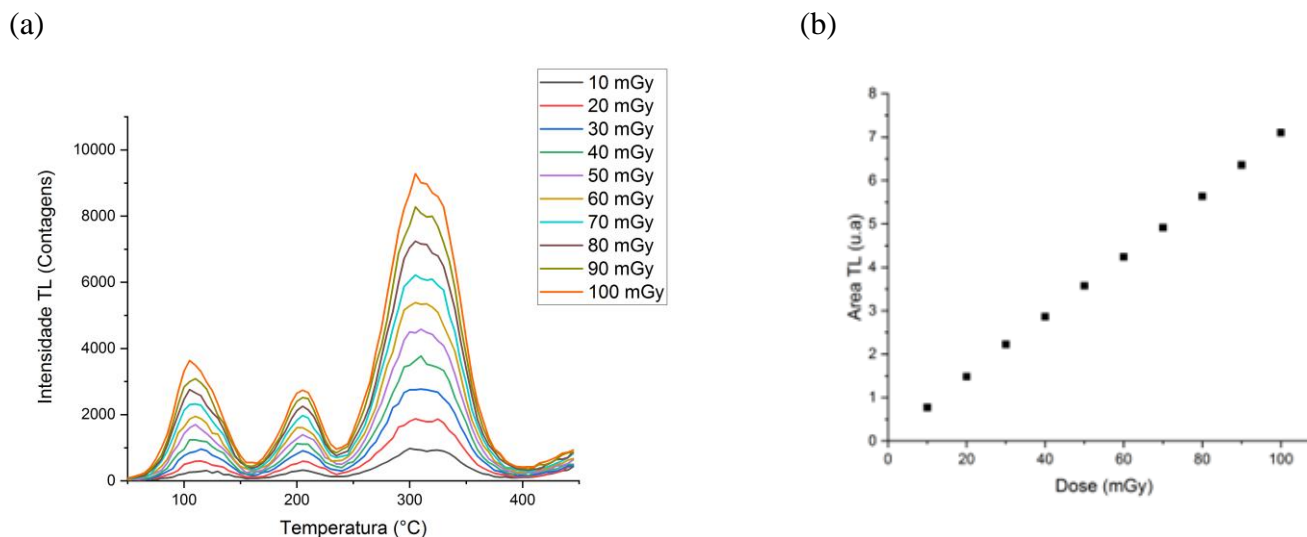 (a)
(b)
10 mGy
20 mGy
30 mGy
40 mGy
50 mGy
60 mGy
70 mGy
80 mGy
90 mGy
100 mGy
Intensidade TL (Contagens)
10000
8000
6000
4000
2000
0
100
200
300
400
Temperatura (°C)
Area TL (u.a)
8
7
6
5
4
3
2
1
0
0
20
40
60
80
100
Dose (mGy)